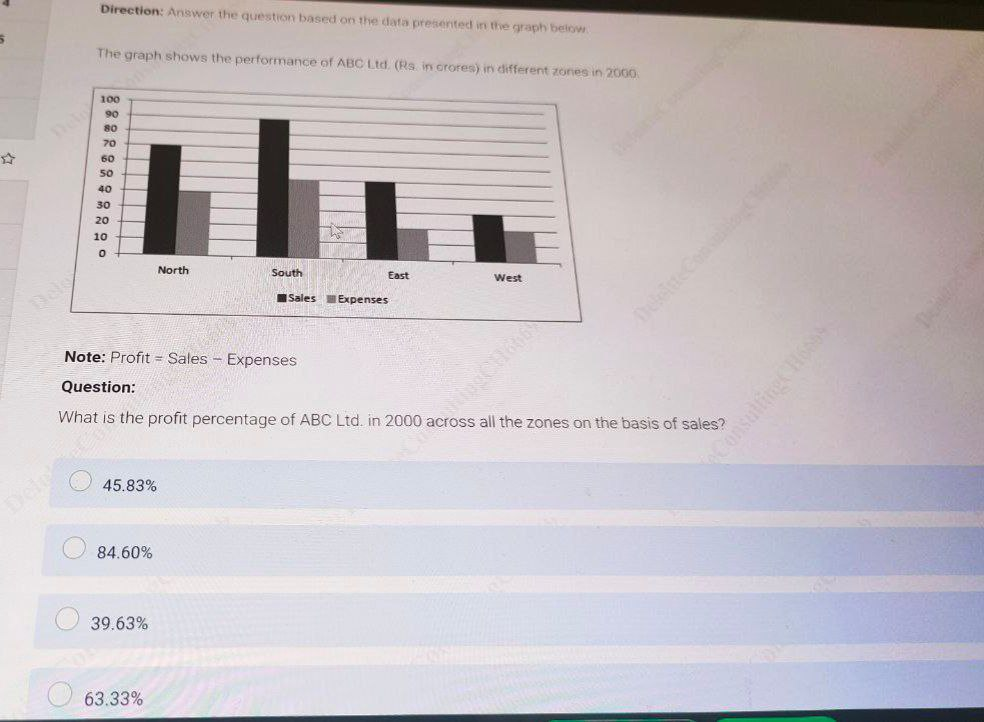 Direction: Answer the question based on the data presented in the graph below.
The graph shows the performance of ABC Ltd. (Rs. in crores) in different zones in 2000.
100
90
80
70
60
50
40
30
20
10
0
North South East West
Sales Expenses
Note: Profit = Sales – Expenses
Question:
What is the profit percentage of ABC Ltd. in 2000 across all the zones on the basis of sales?
45.83%
84.60%
39.63%
63.33%